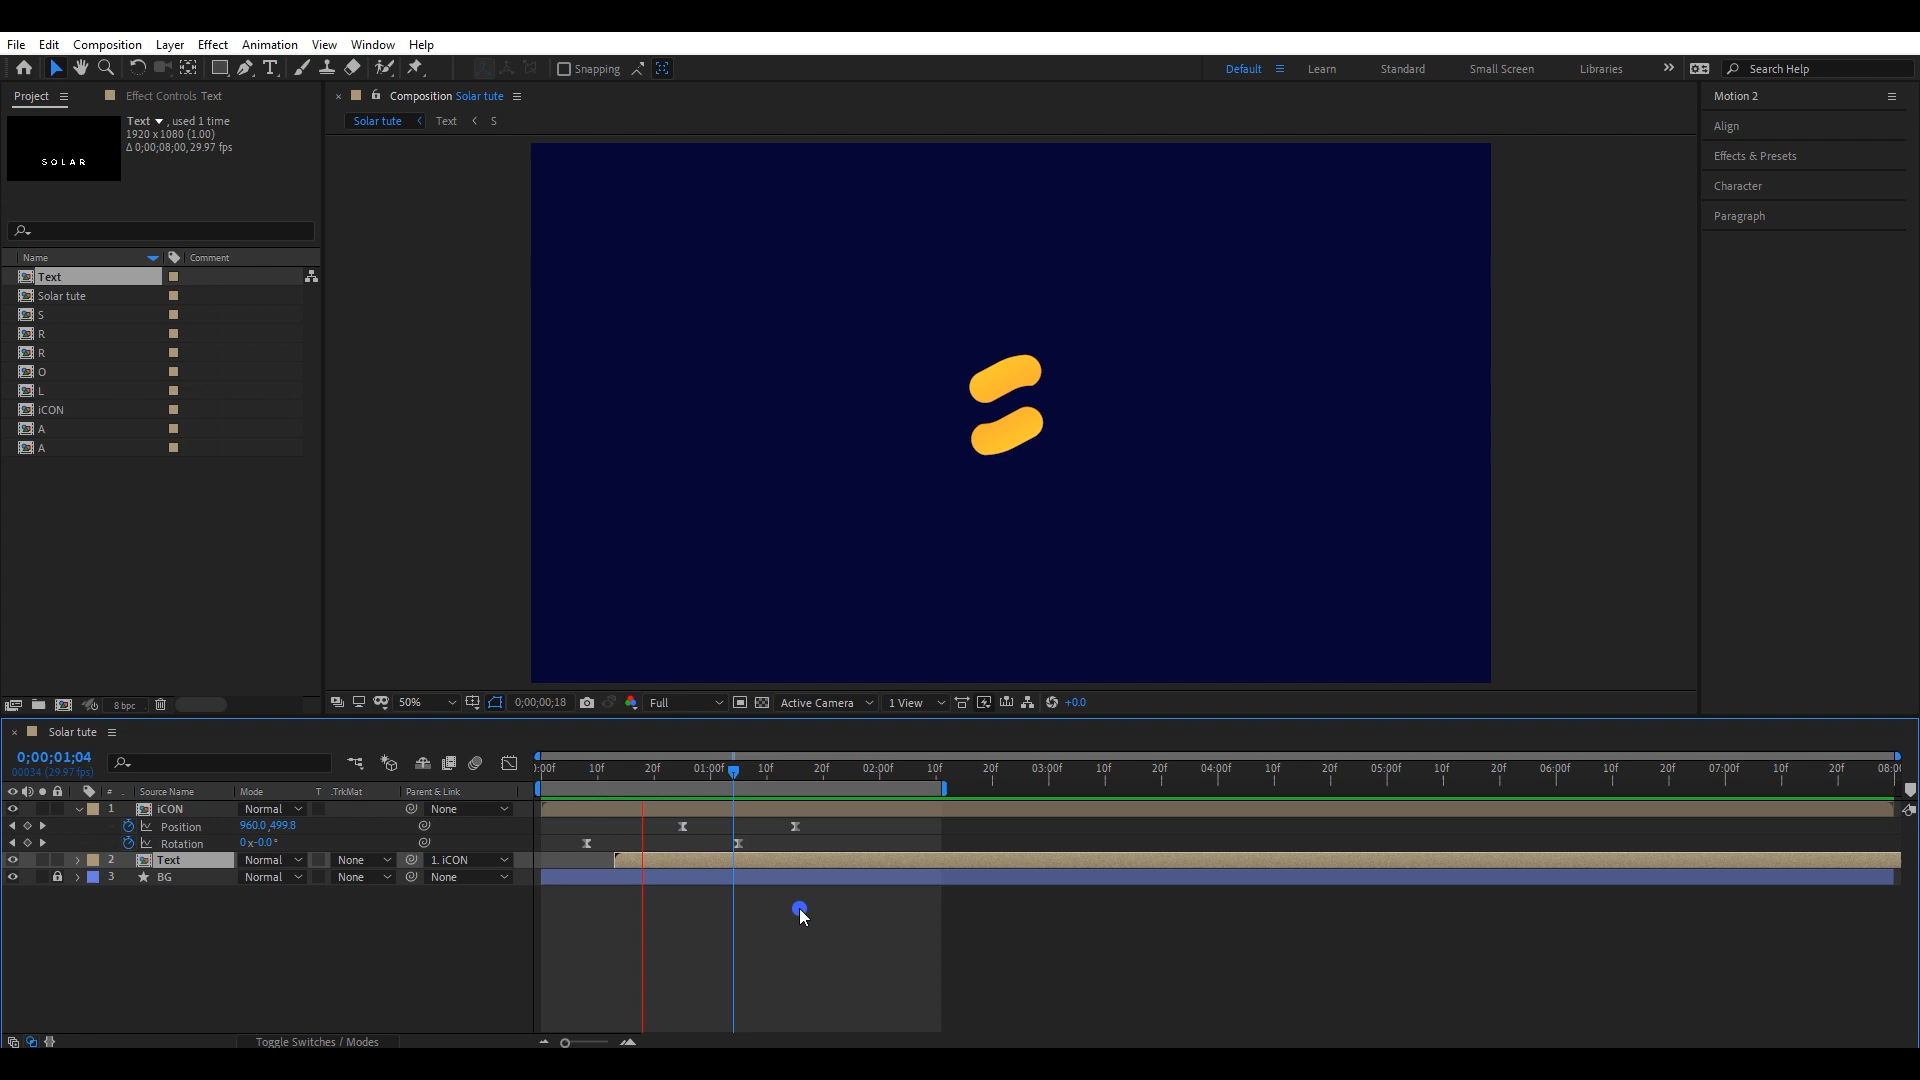 File Edit Composition Layer Effect Animation View Window Help
Snapping Default Learn Standard Small Screen Libraries Search Help
Project Effect Controls Text
Composition Solar tute
Motion 2
Text , used 1 time
1920 x 1080 (1.00)
Δ 0;00;08;00, 29.97 fps
SOLAR
Solar tute Text S
Align
Effects & Presets
Character
Paragraph
Name Comment
Text
Solar tute
S
R
R
O
L
iCON
A
A
8 bpc
50% 0;00;00;18 Full Active Camera 1 View +0.0
Solar tute
0;00;01;04
00034 (29.97 fps)
):00f 10f 20f 01:00f 10f 20f 02:00f 10f 20f 03:00f 10f 20f 04:00f 10f 20f 05:00f 10f 20f 06:00f 10f 20f 07:00f 10f 20f 08:00
# Source Name Mode T .TrkMat Parent & Link
1 iCON Normal None
Position 960.0,499.8
Rotation 0x-0.0°
2 Text Normal None 1. iCON
3 BG Normal None None
Toggle Switches / Modes